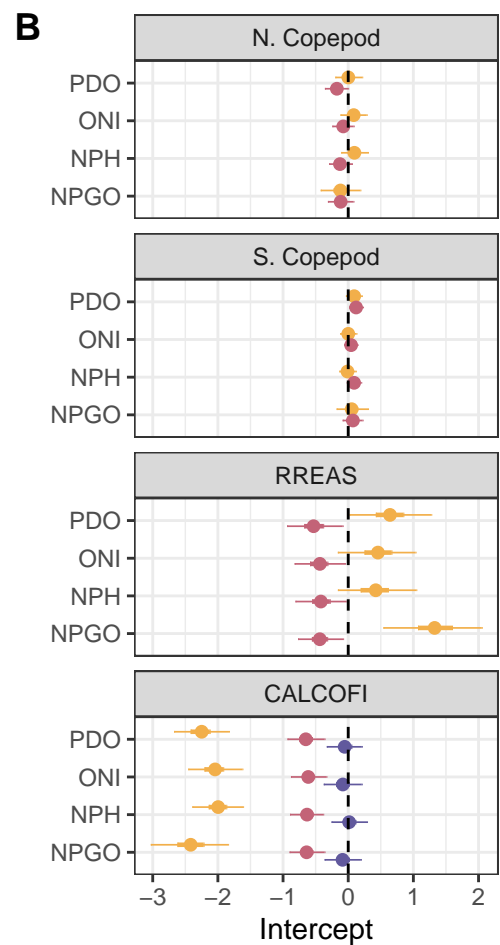 B
N. Copepod
PDO
ONI
NPH
NPGO
S. Copepod
PDO
ONI
NPH
NPGO
RREAS
PDO
ONI
NPH
NPGO
CALCOFI
PDO
ONI
NPH
NPGO
−3 −2 −1 0 1 2
Intercept